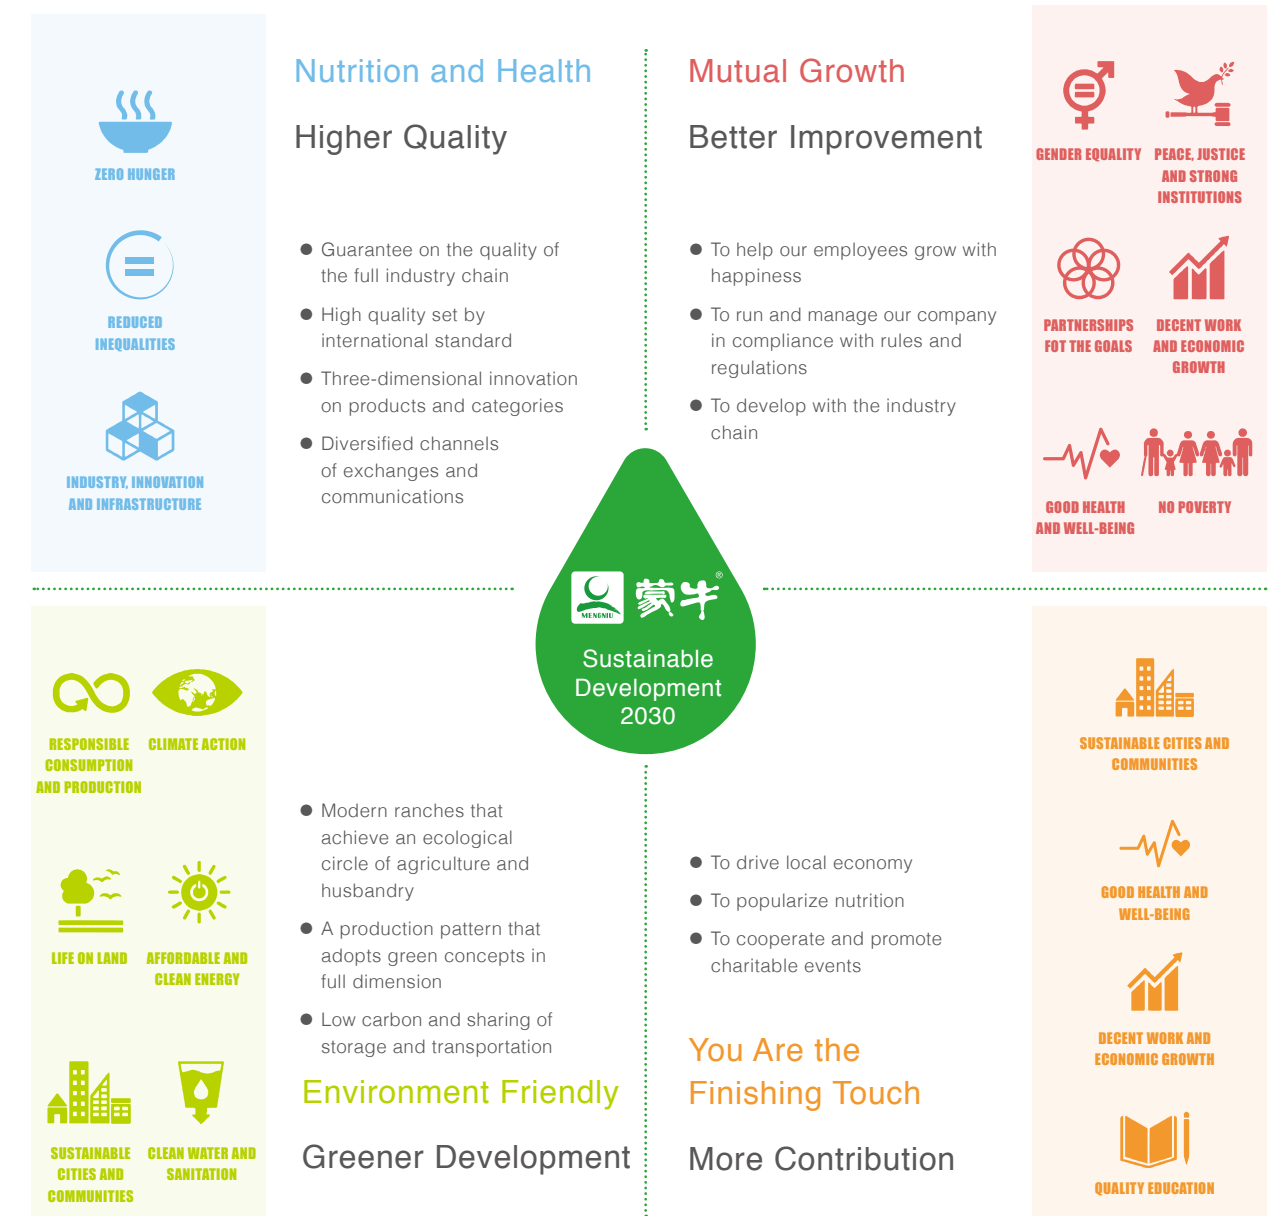 Nutrition and Health
Higher Quality
ZERO HUNGER
REDUCED
INEQUALITIES
INDUSTRY, INNOVATION
AND INFRASTRUCTURE
● Guarantee on the quality of
the full industry chain
● High quality set by
international standard
● Three-dimensional innovation
on products and categories
● Diversified channels
of exchanges and
communications
Mutual Growth
Better Improvement
● To help our employees grow with
happiness
● To run and manage our company
in compliance with rules and
regulations
● To develop with the industry
chain
GENDER EQUALITY
PEACE, JUSTICE
AND STRONG
INSTITUTIONS
PARTNERSHIPS
FOT THE GOALS
DECENT WORK
AND ECONOMIC
GROWTH
GOOD HEALTH
AND WELL-BEING
NO POVERTY
MENGNIU
蒙牛®
Sustainable
Development
2030
RESPONSIBLE
CONSUMPTION
AND PRODUCTION
CLIMATE ACTION
LIFE ON LAND
AFFORDABLE AND
CLEAN ENERGY
SUSTAINABLE
CITIES AND
COMMUNITIES
CLEAN WATER AND
SANITATION
● Modern ranches that
achieve an ecological
circle of agriculture and
husbandry
● A production pattern that
adopts green concepts in
full dimension
● Low carbon and sharing of
storage and transportation
Environment Friendly
Greener Development
● To drive local economy
● To popularize nutrition
● To cooperate and promote
charitable events
You Are the
Finishing Touch
More Contribution
SUSTAINABLE CITIES AND
COMMUNITIES
GOOD HEALTH AND
WELL-BEING
DECENT WORK AND
ECONOMIC GROWTH
QUALITY EDUCATION